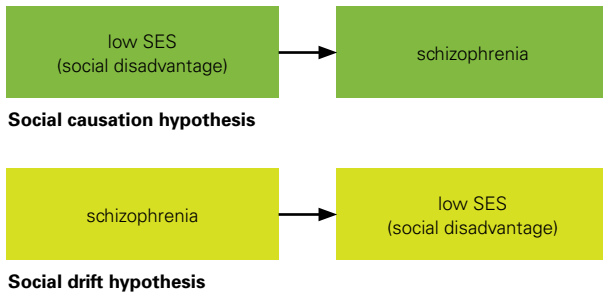 low SES
(social disadvantage)
schizophrenia
Social causation hypothesis
schizophrenia
low SES
(social disadvantage)
Social drift hypothesis